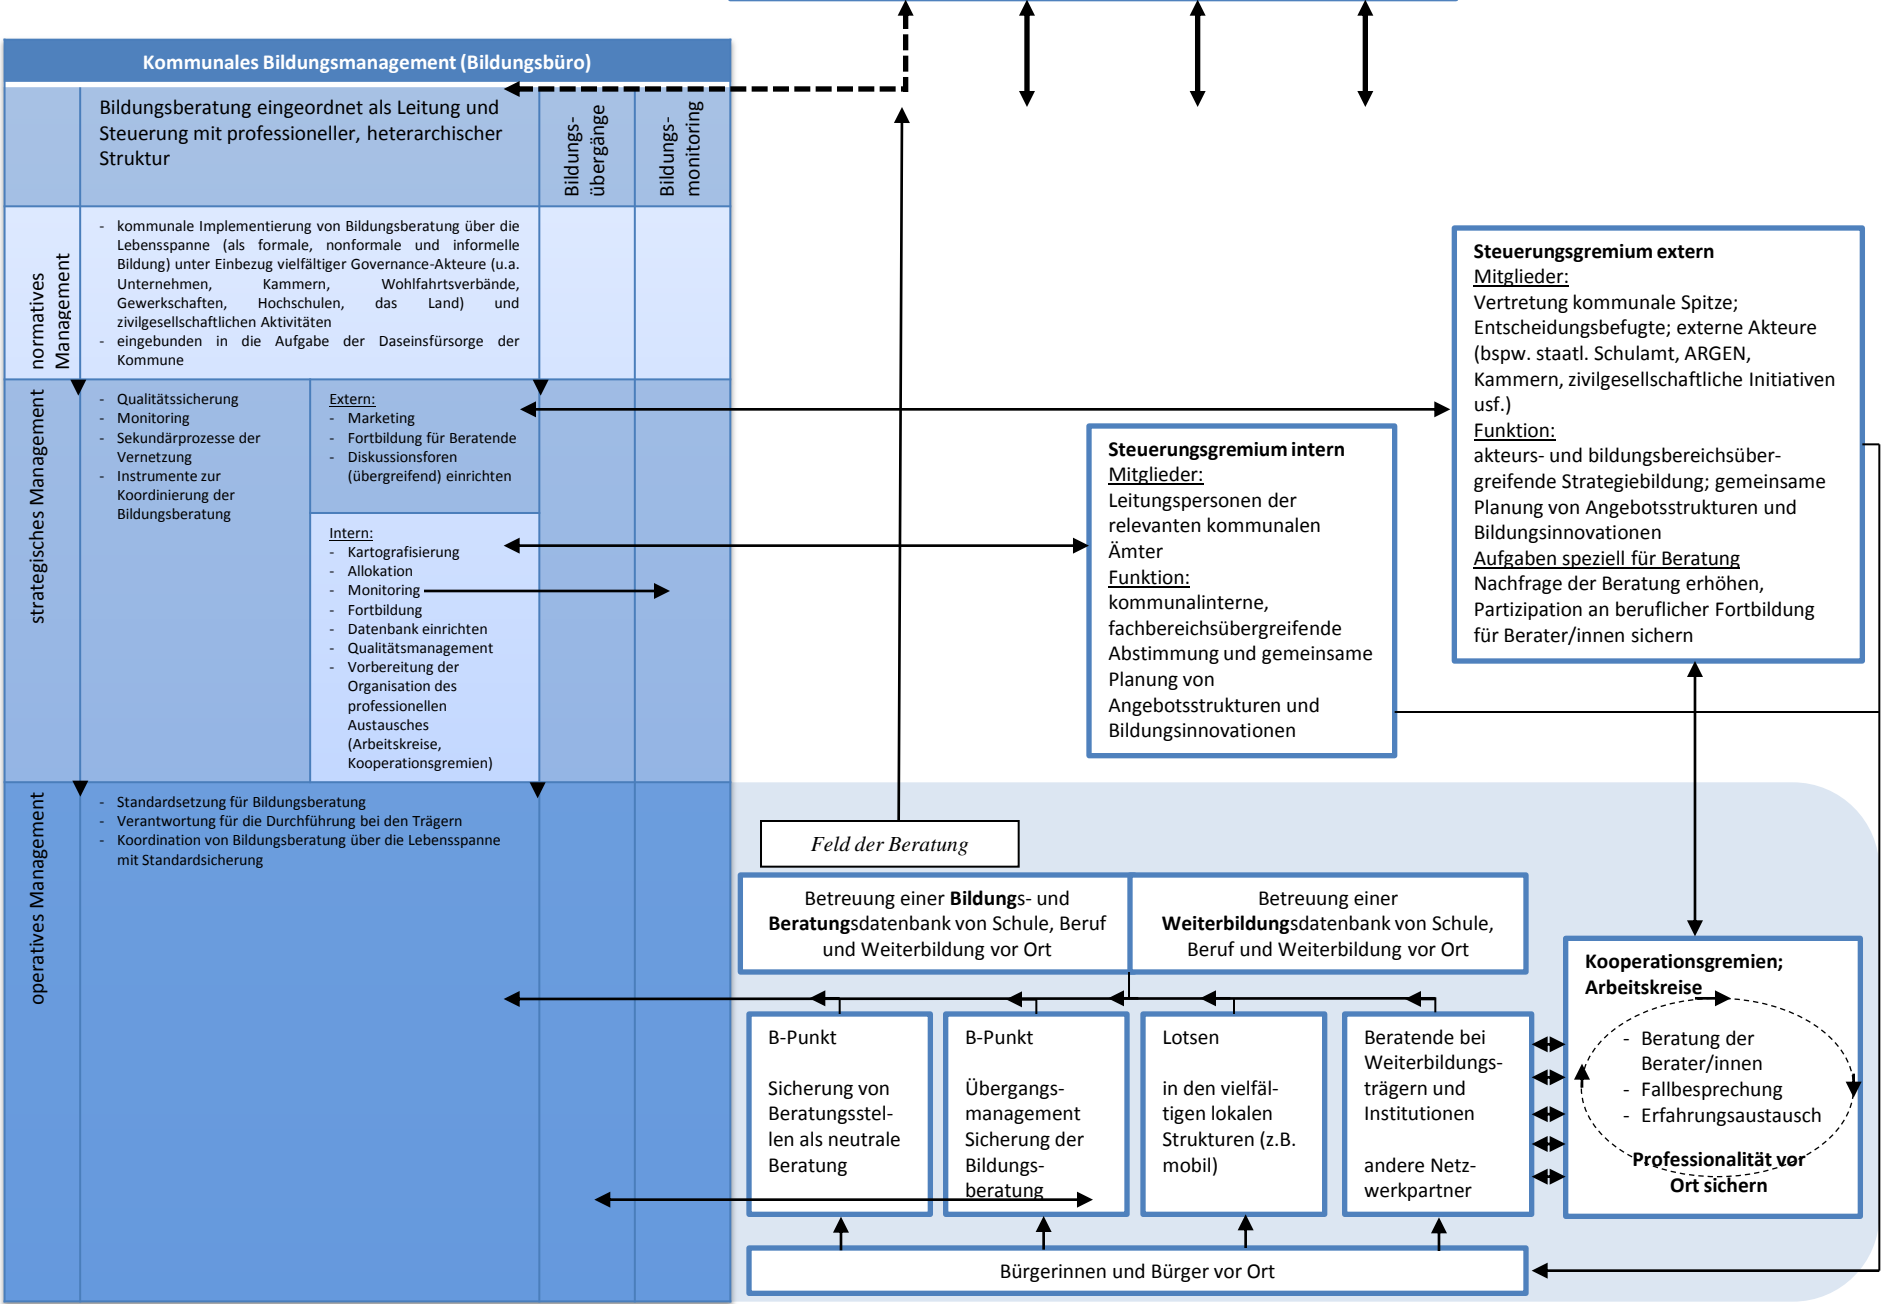 Kommunales Bildungsmanagement (Bildungsbüro)
Bildungsberatung eingeordnet als Leitung und
Steuerung mit professioneller, heterarchischer
Struktur
Bildungs-
übergänge
Bildungs-
monitoring
normatives
Management
- kommunale Implementierung von Bildungsberatung über die
Lebensspanne (als formale, nonformale und informelle
Bildung) unter Einbezug vielfältiger Governance-Akteure (u.a.
Unternehmen, Kammern, Wohlfahrtsverbände,
Gewerkschaften, Hochschulen, das Land) und
zivilgesellschaftlichen Aktivitäten
- eingebunden in die Aufgabe der Daseinsfürsorge der
Kommune
strategisches Management
- Qualitätssicherung
- Monitoring
- Sekundärprozesse der
Vernetzung
- Instrumente zur
Koordinierung der
Bildungsberatung
Extern:
- Marketing
- Fortbildung für Beratende
- Diskussionsforen
(übergreifend) einrichten
Intern:
- Kartografisierung
- Allokation
- Monitoring
- Fortbildung
- Datenbank einrichten
- Qualitätsmanagement
- Vorbereitung der
Organisation des
professionellen
Austausches
(Arbeitskreise,
Kooperationsgremien)
operatives Management
- Standardsetzung für Bildungsberatung
- Verantwortung für die Durchführung bei den Trägern
- Koordination von Bildungsberatung über die Lebensspanne
mit Standardsicherung
Steuerungsgremium intern
Mitglieder:
Leitungspersonen der
relevanten kommunalen
Ämter
Funktion:
kommunalinterne,
fachbereichsübergreifende
Abstimmung und gemeinsame
Planung von
Angebotsstrukturen und
Bildungsinnovationen
Steuerungsgremium extern
Mitglieder:
Vertretung kommunale Spitze;
Entscheidungsbefugte; externe Akteure
(bspw. staatl. Schulamt, ARGEN,
Kammern, zivilgesellschaftliche Initiativen
usf.)
Funktion:
akteurs- und bildungsbereichsüber-
greifende Strategiebildung; gemeinsame
Planung von Angebotsstrukturen und
Bildungsinnovationen
Aufgaben speziell für Beratung
Nachfrage der Beratung erhöhen,
Partizipation an beruflicher Fortbildung
für Berater/innen sichern
Feld der Beratung
Betreuung einer Bildungs- und
Beratungsdatenbank von Schule, Beruf
und Weiterbildung vor Ort
Betreuung einer
Weiterbildungsdatenbank von Schule,
Beruf und Weiterbildung vor Ort
B-Punkt
Sicherung von
Beratungsstel-
len als neutrale
Beratung
B-Punkt
Übergangs-
management
Sicherung der
Bildungs-
beratung
Lotsen
in den vielfäl-
tigen lokalen
Strukturen (z.B.
mobil)
Beratende bei
Weiterbildungs-
trägern und
Institutionen
andere Netz-
werkpartner
Kooperationsgremien;
Arbeitskreise
- Beratung der
Berater/innen
- Fallbesprechung
- Erfahrungsaustausch
Professionalität vor
Ort sichern
Bürgerinnen und Bürger vor Ort